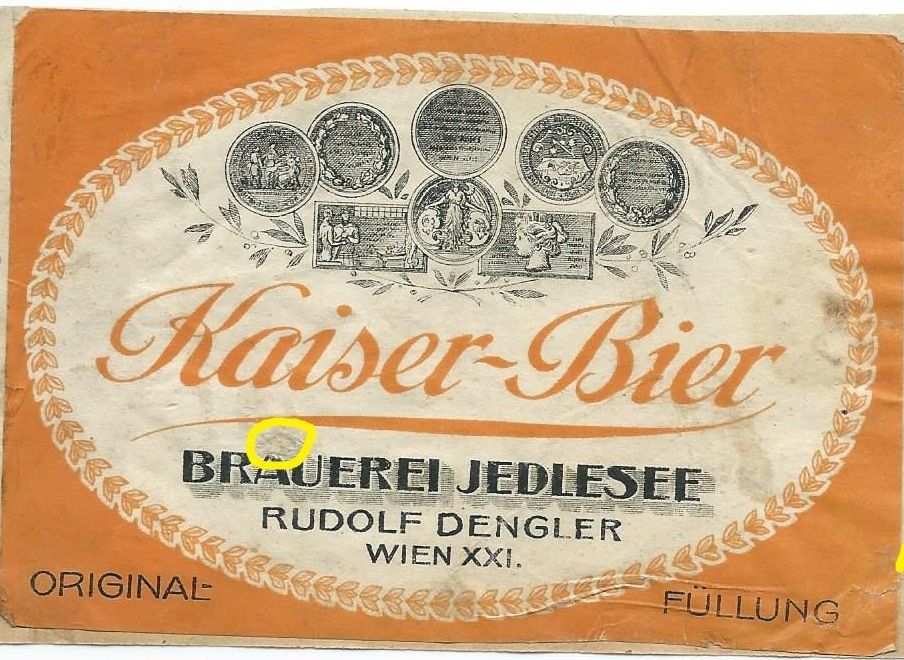 Kaiser-Bier
BRAUEREI JEDLESEE
RUDOLF DENGLER
WIEN XXI.
ORIGINAL-
FÜLLUNG